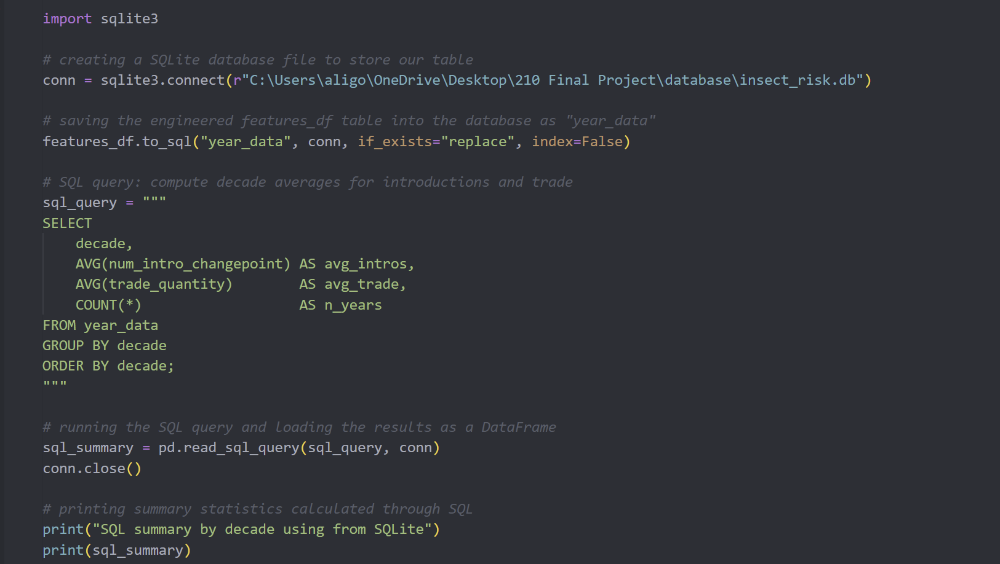 import sqlite3
# creating a SQLite database file to store our table
conn = sqlite3.connect(r"C:\Users\aligo\OneDrive\Desktop\210 Final Project\database\insect_risk.db")
# saving the engineered features_df table into the database as "year_data"
features_df.to_sql("year_data", conn, if_exists="replace", index=False)
# SQL query: compute decade averages for introductions and trade
sql_query = """
SELECT
    decade,
    AVG(num_intro_changepoint) AS avg_intros,
    AVG(trade_quantity)        AS avg_trade,
    COUNT(*)                   AS n_years
FROM year_data
GROUP BY decade
ORDER BY decade;
"""
# running the SQL query and loading the results as a DataFrame
sql_summary = pd.read_sql_query(sql_query, conn)
conn.close()
# printing summary statistics calculated through SQL
print("SQL summary by decade using from SQLite")
print(sql_summary)